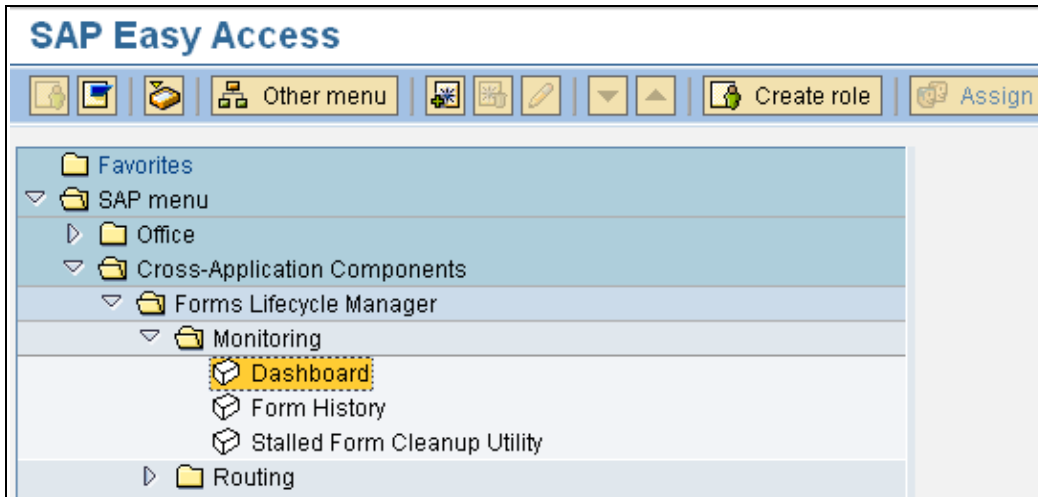 SAP Easy Access
Other menu Create role Assign
Favorites
SAP menu
Office
Cross-Application Components
Forms Lifecycle Manager
Monitoring
Dashboard
Form History
Stalled Form Cleanup Utility
Routing